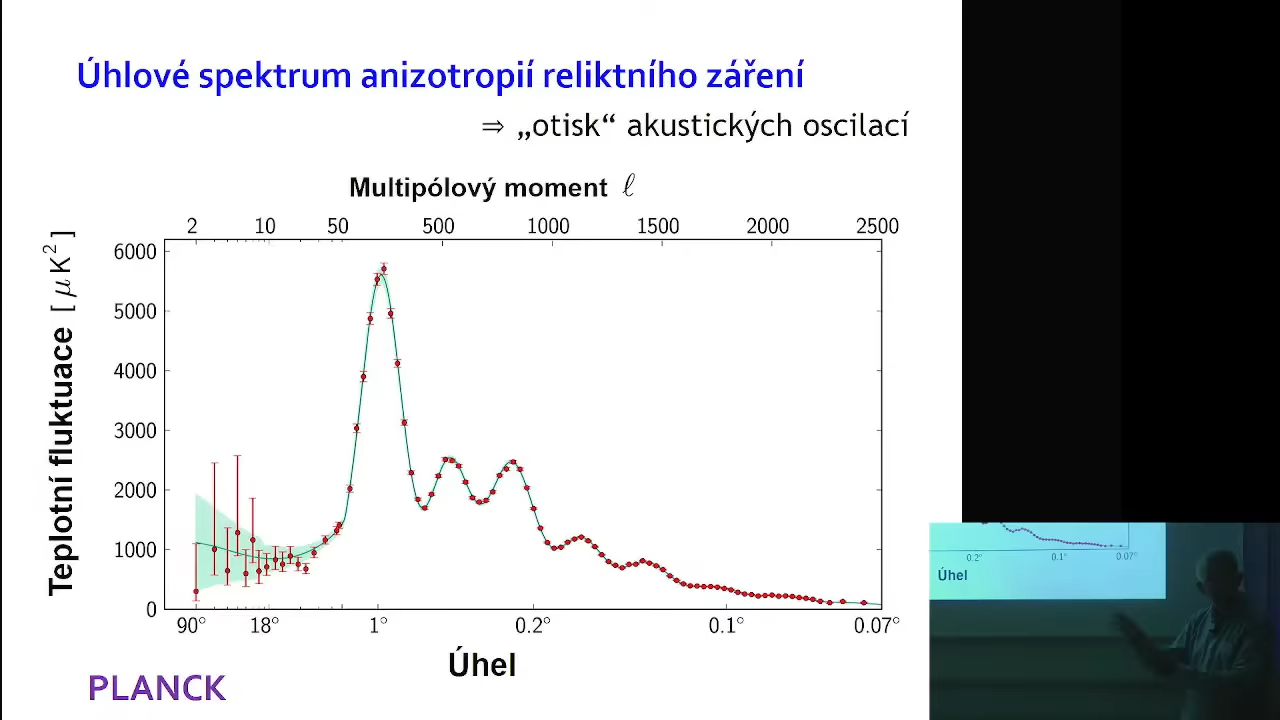 Úhlové spektrum anizotropií reliktního záření
⇒ „otisk“ akustických oscilací
Multipólový moment ℓ
2 10 50 500 1000 1500 2000 2500
Teplotní fluktuace [ μK² ]
6000
5000
4000
3000
2000
1000
0
90° 18° 1° 0.2° 0.1° 0.07°
Úhel
PLANCK
0.2° 0.1° 0.07°
Úhel